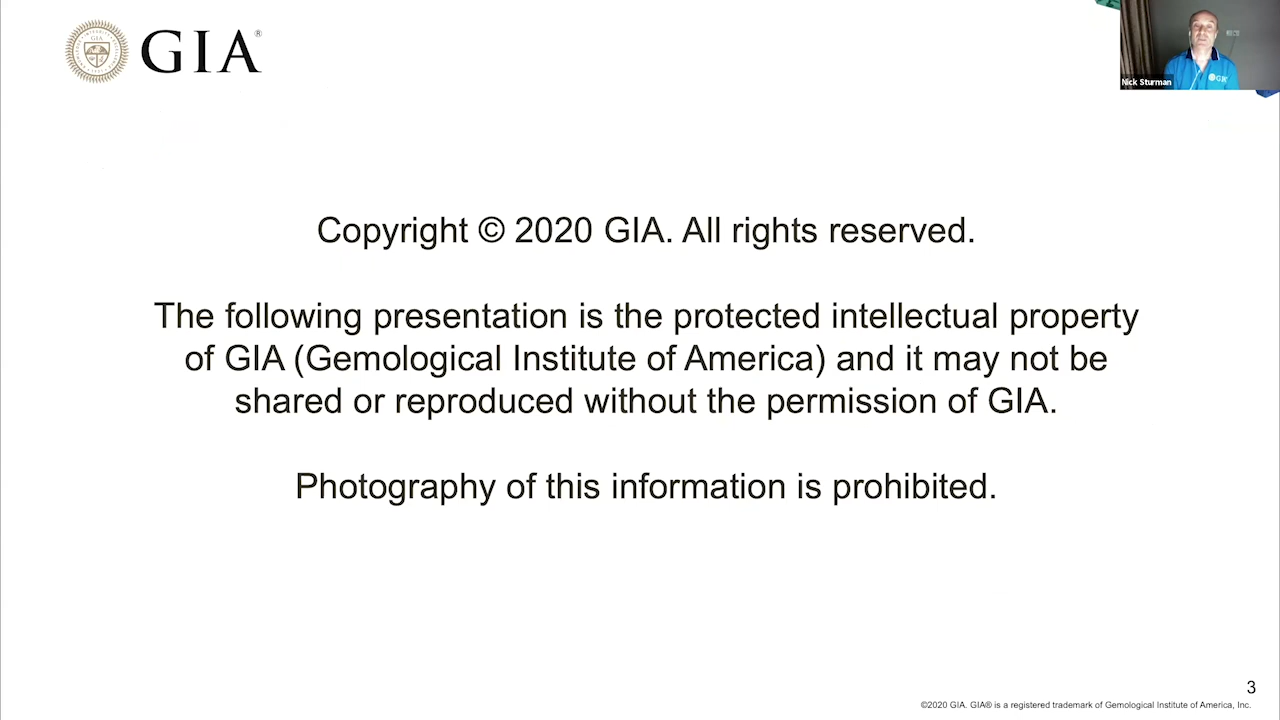 GIA®
GIA
Nick Sturman
Copyright © 2020 GIA. All rights reserved.
The following presentation is the protected intellectual property
of GIA (Gemological Institute of America) and it may not be
shared or reproduced without the permission of GIA.
Photography of this information is prohibited.
3
©2020 GIA. GIA® is a registered trademark of Gemological Institute of America, Inc.